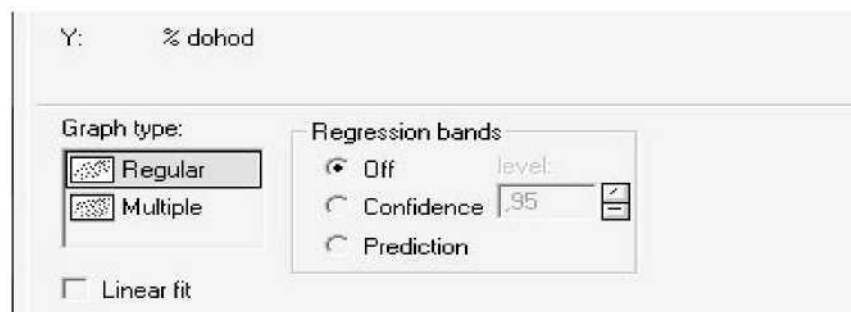 Y: % dohod
Graph type:
Regular
Multiple
Linear fit
Regression bands
Off level:
Confidence ,95
Prediction